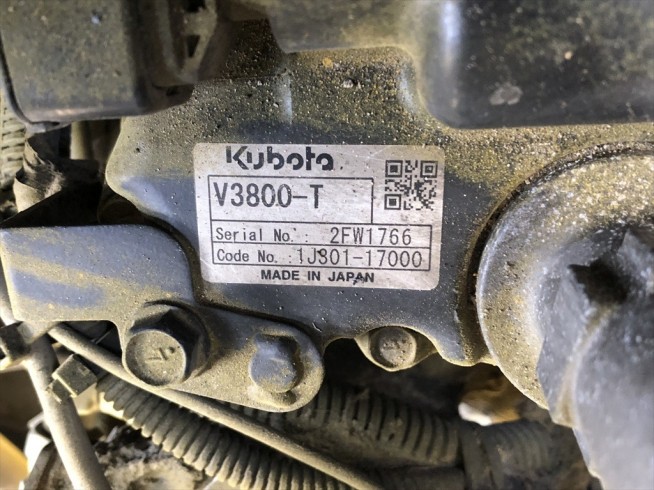 Kubota
V3800-T
Serial No. : 2FW1766
Code No. : 1J801-17000
MADE IN JAPAN